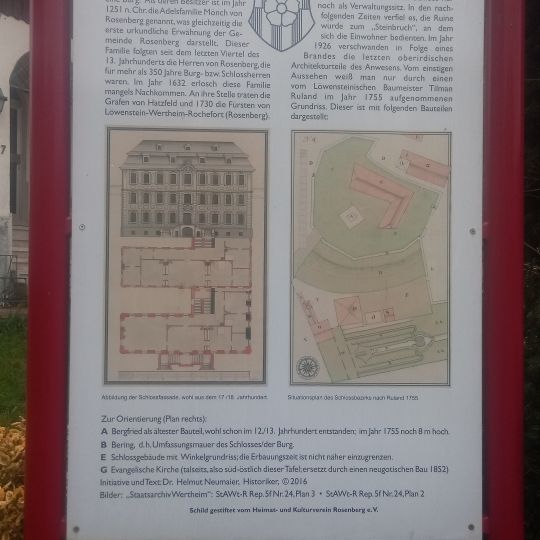 eine Burg. Als deren Besitzer ist im Jahr
1251 n. Chr. die Adelsfamilie Mönch von
Rosenberg genannt, was gleichzeitig die
erste urkundliche Erwähnung der Ge-
meinde Rosenberg darstellt. Dieser
Familie folgten seit dem letzten Viertel des
13. Jahrhunderts die Herren von Rosenberg, die
für mehr als 350 Jahre Burg- bzw. Schlossherren
waren. Im Jahr 1632 erlosch diese Familie
mangels Nachkommen. An ihre Stelle traten die
Grafen von Hatzfeld und 1730 die Fürsten von
Löwenstein-Wertheim-Rochefort (Rosenberg).
noch als Verwaltungssitz. In den nach-
folgenden Zeiten verfiel es, die Ruine
wurde zum „Steinbruch", an dem
sich die Einwohner bedienten. Im Jahr
1926 verschwanden in Folge eines
Brandes die letzten oberirdischen
Architekturteile des Anwesens. Vom einstigen
Aussehen weiß man nur durch einen
vom Löwensteinischen Baumeister Tilman
Ruland im Jahr 1755 aufgenommenen
Grundriss. Dieser ist mit folgenden Bauteilen
dargestellt:
Abbildung der Schlossfassade, wohl aus dem 17./18. Jahrhundert
Situationsplan des Schlossbezirks nach Ruland 1755
Zur Orientierung (Plan rechts):
A Bergfried als ältester Bauteil, wohl schon im 12./13. Jahrhundert entstanden; im Jahr 1755 noch 8 m hoch.
B Bering, d. h. Umfassungsmauer des Schlosses/der Burg.
E Schlossgebäude mit Winkelgrundriss; die Erbauungszeit ist nicht näher einzugrenzen.
G Evangelische Kirche (talseits, also süd-östlich dieser Tafel; ersetzt durch einen neugotischen Bau 1852)
Initiative und Text: Dr. Helmut Neumaier, Horizker, © 2016
Bilder: „Staatsarchiv Wertheim": StAWt-R Rep. 5f Nr. 24, Plan 3 • StAWt-R Rep. 5f Nr. 24, Plan 2
Schild gestiftet vom Heimat- und Kulturverein Rosenberg e.V.